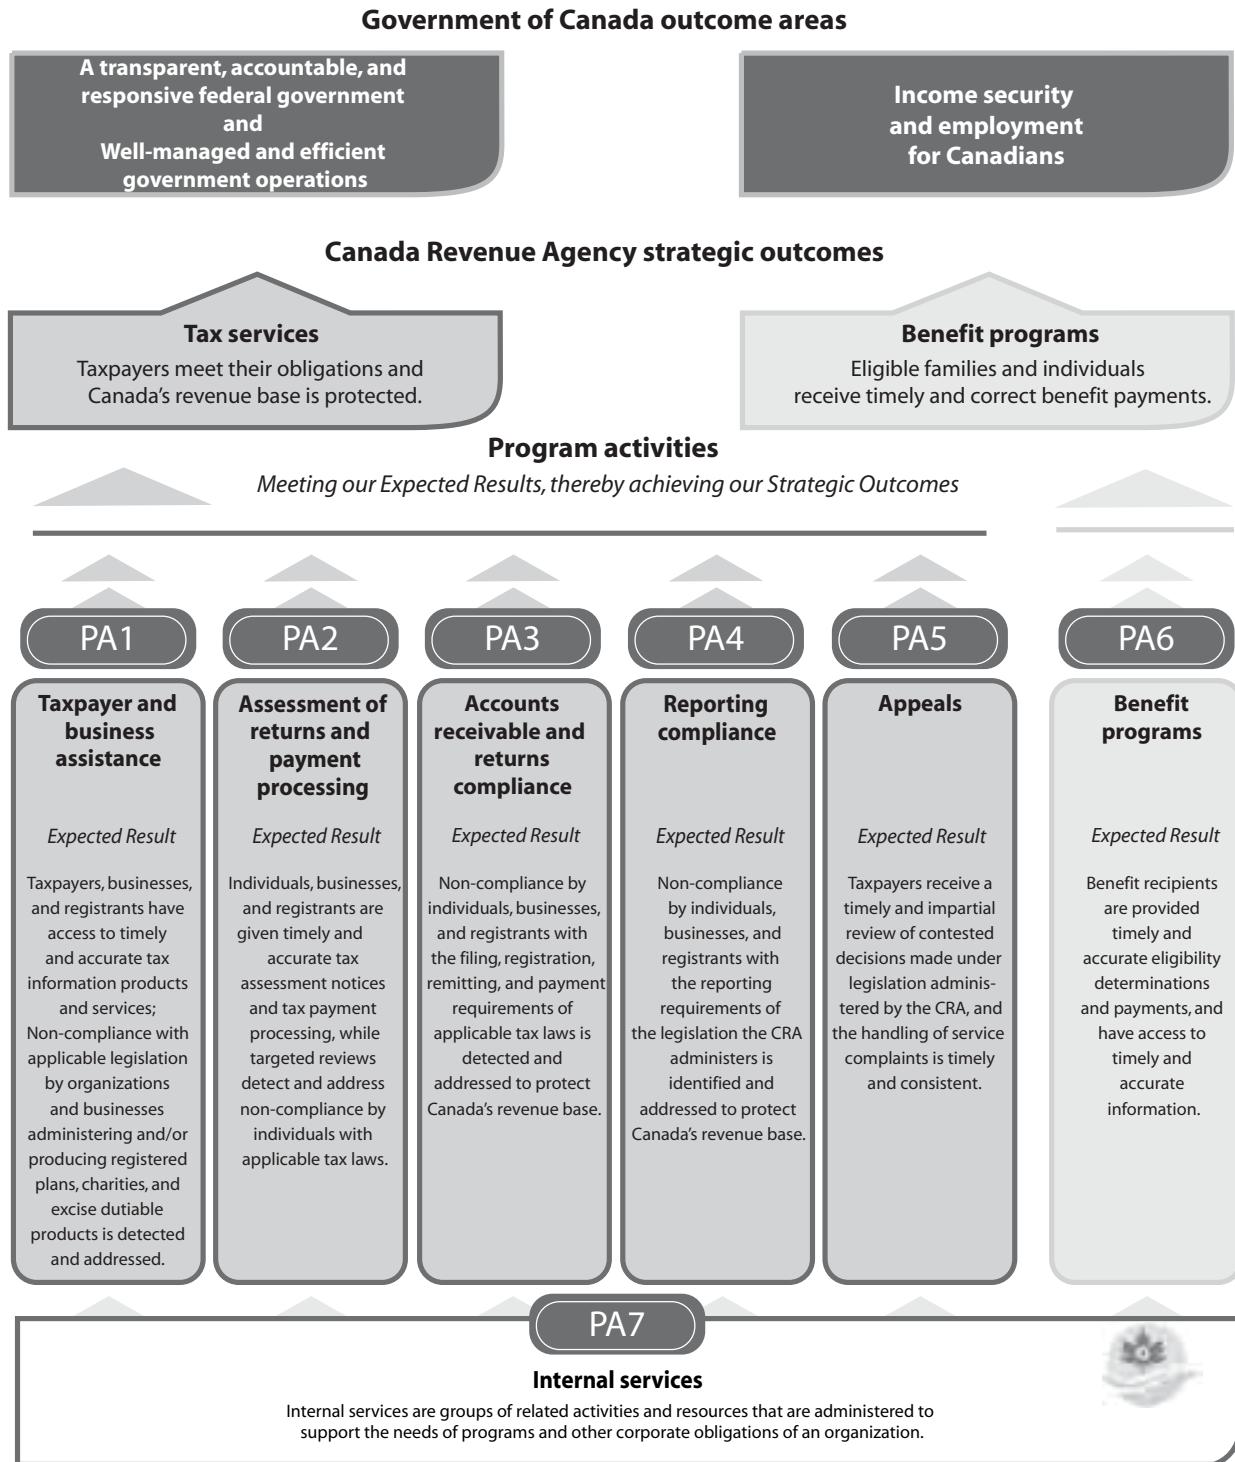 Government of Canada outcome areas
A transparent, accountable, and
responsive federal government
and
Well-managed and efficient
government operations
Income security
and employment
for Canadians
Canada Revenue Agency strategic outcomes
Tax services
Taxpayers meet their obligations and
Canada's revenue base is protected.
Benefit programs
Eligible families and individuals
receive timely and correct benefit payments.
Program activities
Meeting our Expected Results, thereby achieving our Strategic Outcomes
PA1
Taxpayer and
business
assistance
Expected Result
Taxpayers, businesses,
and registrants have
access to timely
and accurate tax
information products
and services;
Non-compliance with
applicable legislation
by organizations
and businesses
administering and/or
producing registered
plans, charities, and
excise dutiable
products is detected
and addressed.
PA2
Assessment of
returns and
payment
processing
Expected Result
Individuals, businesses,
and registrants are
given timely and
accurate tax
assessment notices
and tax payment
processing, while
targeted reviews
detect and address
non-compliance by
individuals with
applicable tax laws.
PA3
Accounts
receivable and
returns
compliance
Expected Result
Non-compliance by
individuals, businesses,
and registrants with
the filing, registration,
remitting, and payment
requirements of
applicable tax laws is
detected and
addressed to protect
Canada's revenue base.
PA4
Reporting
compliance
Expected Result
Non-compliance
by individuals,
businesses, and
registrants with
the reporting
requirements of
the legislation the CRA
administers is
identified and
addressed to protect
Canada's revenue base.
PA5
Appeals
Expected Result
Taxpayers receive a
timely and impartial
review of contested
decisions made under
legislation adminis-
tered by the CRA, and
the handling of service
complaints is timely
and consistent.
PA6
Benefit
programs
Expected Result
Benefit recipients
are provided
timely and
accurate eligibility
determinations
and payments, and
have access to
timely and
accurate
information.
PA7
Internal services
Internal services are groups of related activities and resources that are administered to
support the needs of programs and other corporate obligations of an organization.